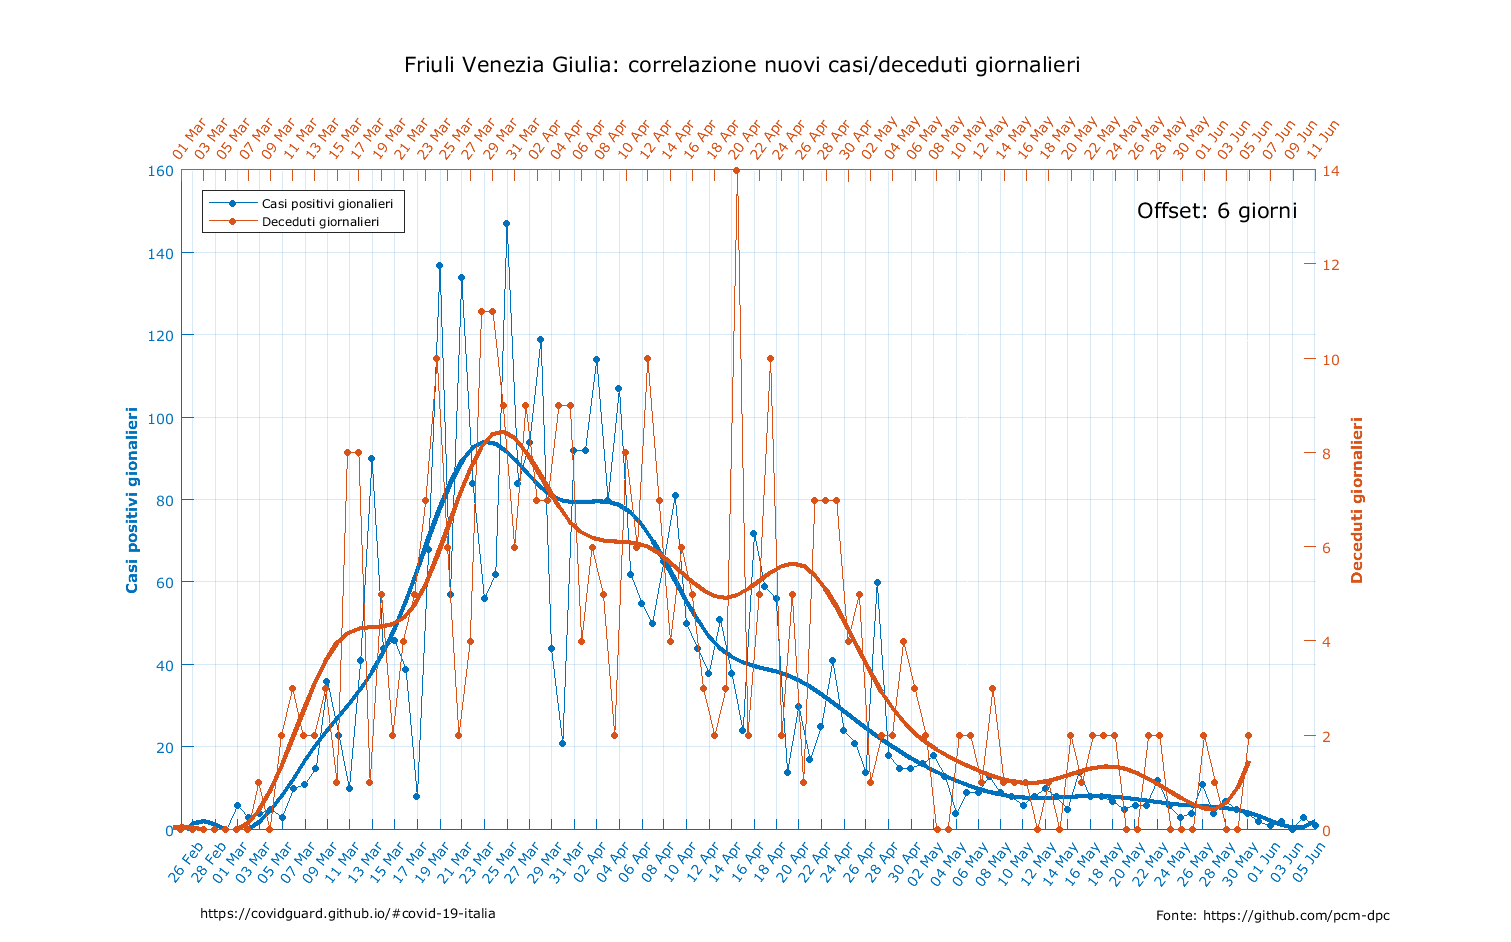 Friuli Venezia Giulia: correlazione nuovi casi/deceduti giornalieri
01 Mar
03 Mar
05 Mar
07 Mar
09 Mar
11 Mar
13 Mar
15 Mar
17 Mar
19 Mar
21 Mar
23 Mar
25 Mar
27 Mar
29 Mar
31 Mar
02 Apr
04 Apr
06 Apr
08 Apr
10 Apr
12 Apr
14 Apr
16 Apr
18 Apr
20 Apr
22 Apr
24 Apr
26 Apr
28 Apr
30 Apr
02 May
04 May
06 May
08 May
10 May
12 May
14 May
16 May
18 May
20 May
22 May
24 May
26 May
28 May
30 May
01 Jun
03 Jun
05 Jun
07 Jun
09 Jun
11 Jun
Casi positivi gionalieri
Deceduti giornalieri
Offset: 6 giorni
160
140
120
100
80
60
40
20
0
Casi positivi gionalieri
14
12
10
8
6
4
2
0
Deceduti giornalieri
26 Feb
28 Feb
01 Mar
03 Mar
05 Mar
07 Mar
09 Mar
11 Mar
13 Mar
15 Mar
17 Mar
19 Mar
21 Mar
23 Mar
25 Mar
27 Mar
29 Mar
31 Mar
02 Apr
04 Apr
06 Apr
08 Apr
10 Apr
12 Apr
14 Apr
16 Apr
18 Apr
20 Apr
22 Apr
24 Apr
26 Apr
28 Apr
30 Apr
02 May
04 May
06 May
08 May
10 May
12 May
14 May
16 May
18 May
20 May
22 May
24 May
26 May
28 May
30 May
01 Jun
03 Jun
05 Jun
https://covidguard.github.io/#covid-19-italia
Fonte: https://github.com/pcm-dpc